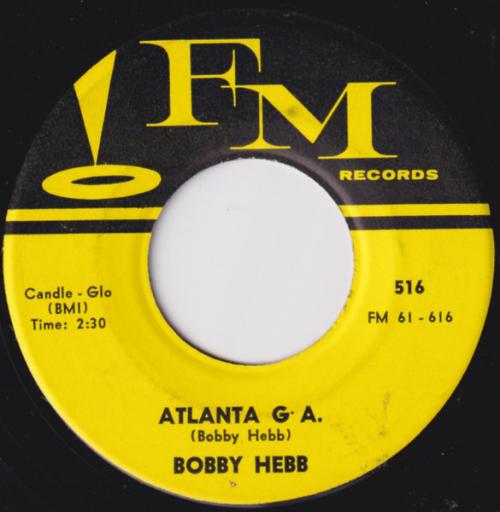 FM
RECORDS
Candle - Glo
(BMI)
Time: 2:30
516
FM 61 - 616
ATLANTA G. A.
(Bobby Hebb)
BOBBY HEBB